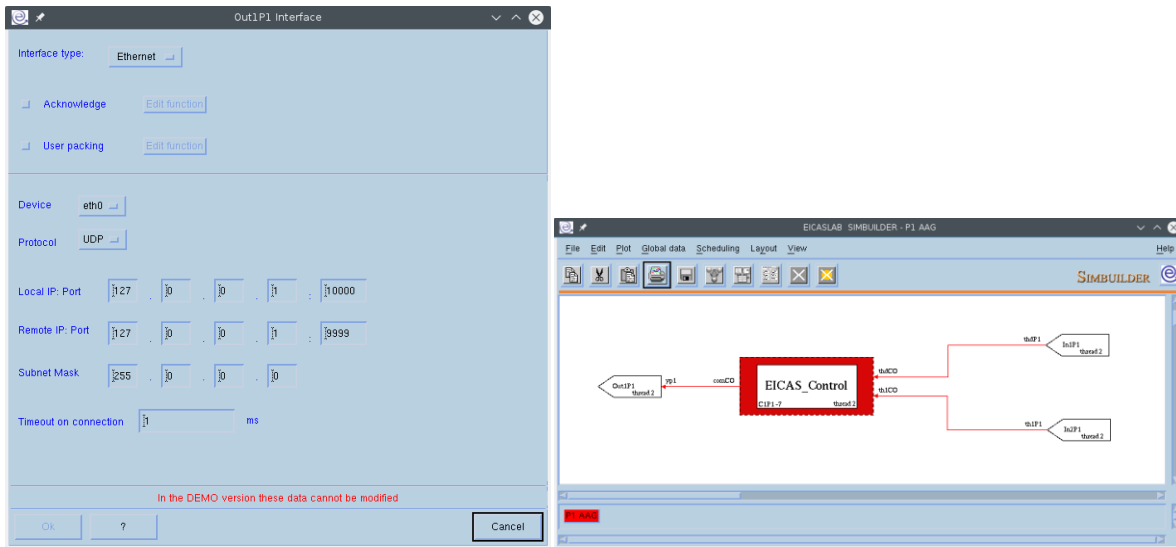 Out1P1 Interface
Interface type: Ethernet
Acknowledge Edit function
User packing Edit function
Device eth0
Protocol UDP
Local IP: Port 127 . 0 . 0 . 1 : 10000
Remote IP: Port 127 . 0 . 0 . 1 : 9999
Subnet Mask 255 . 0 . 0 . 0
Timeout on connection 1 ms
In the DEMO version these data cannot be modified
Ok ? Cancel
EICASLAB SIMBUILDER - P1 AAG
File Edit Plot Global data Scheduling Layout View Help
SIMBUILDER
thdP1
In1P1
thread 2
Out1P1
thread 2
yp1
comCO
EICAS_Control
C1P1-7 thread 2
thdCO
th1CO
th1P1
In2P1
thread 2
P1 AAG